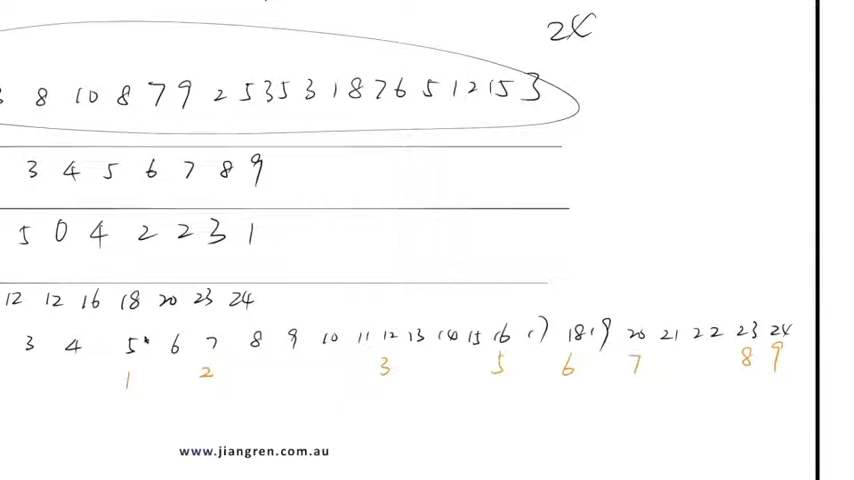 24
8 10 8 7 9 2 5 3 5 3 1 8 7 6 5 1 2 1 5 3
3 4 5 6 7 8 9
5 0 4 2 2 3 1
12 12 16 18 20 23 24
3 4 5 6 7 8 9 10 11 12 13 14 15 16 17 18 19 20 21 22 23 24
1 2 3 5 6 7 8 9
www.jiangren.com.au